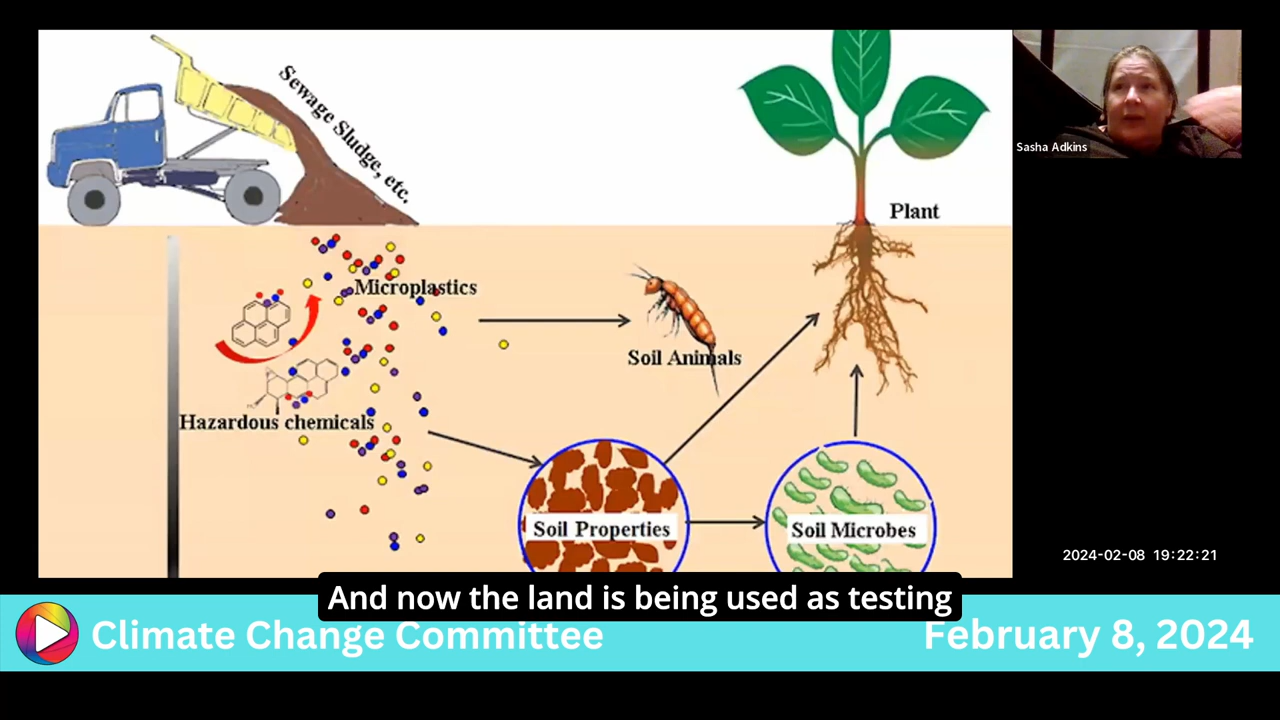 Sewage Sludge, etc.
Sasha Adkins
Plant
Microplastics
Soil Animals
Hazardous chemicals
Soil Properties
Soil Microbes
2024-02-08 19:22:21
And now the land is being used as testing
Climate Change Committee
February 8, 2024